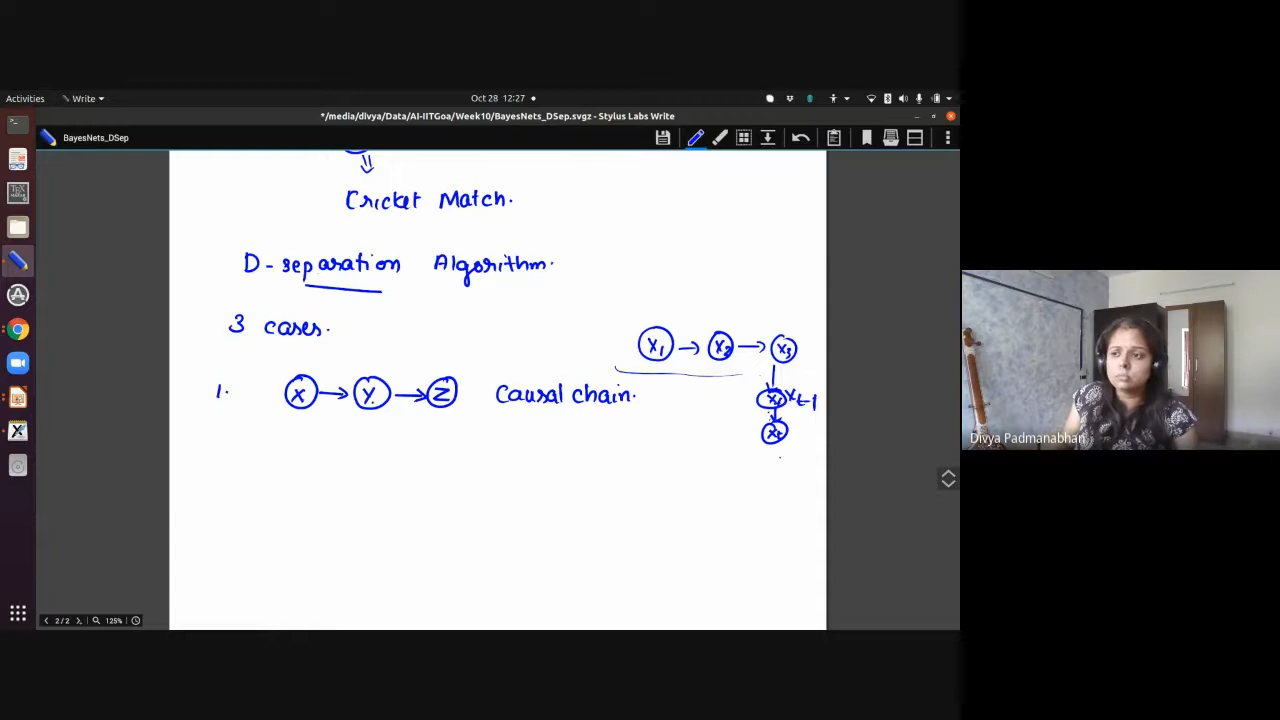 Activities
Write
Oct 28 12:27
*/media/divya/Data/AI-IITGoa/Week10/BayesNets_DSep.svgz - Stylus Labs Write
BayesNets_DSep
Cricket Match.
D-separation Algorithm.
3 cases.
X1 → X2 → X3
1. X → Y → Z Causal chain.
Xt-1
Xt
Divya Padmanabhan
2/2 125%